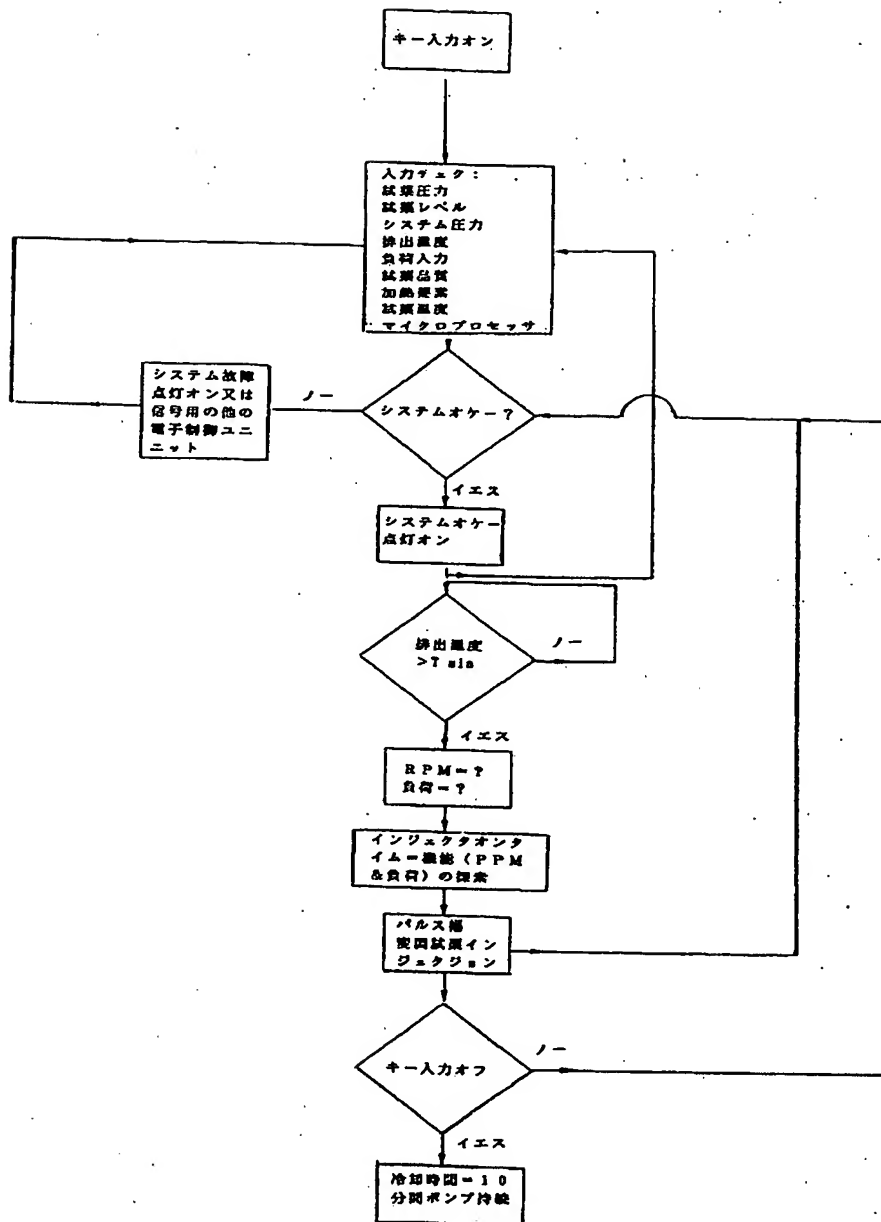 キー入力オン
入力チェク：
試薬圧力
試薬レベル
システム圧力
排出温度
負荷入力
試薬品質
加熱要素
試薬温度
マイクロプロセッサ
システム故障
点灯オン又は
信号用の他の
電子制御ユニ
ニット
ノー
システムオケー？
イエス
システムオケー
点灯オン
排出温度
ノー
イエス
RPM＝？
負荷＝？
インジェクタオンタ
イム＝機能（PPM
&負荷）の探索
パルス幅
変調試薬イン
ジェクジョン
キー入力オフ
ノー
イエス
冷却時間＝10
分間ポンプ持続